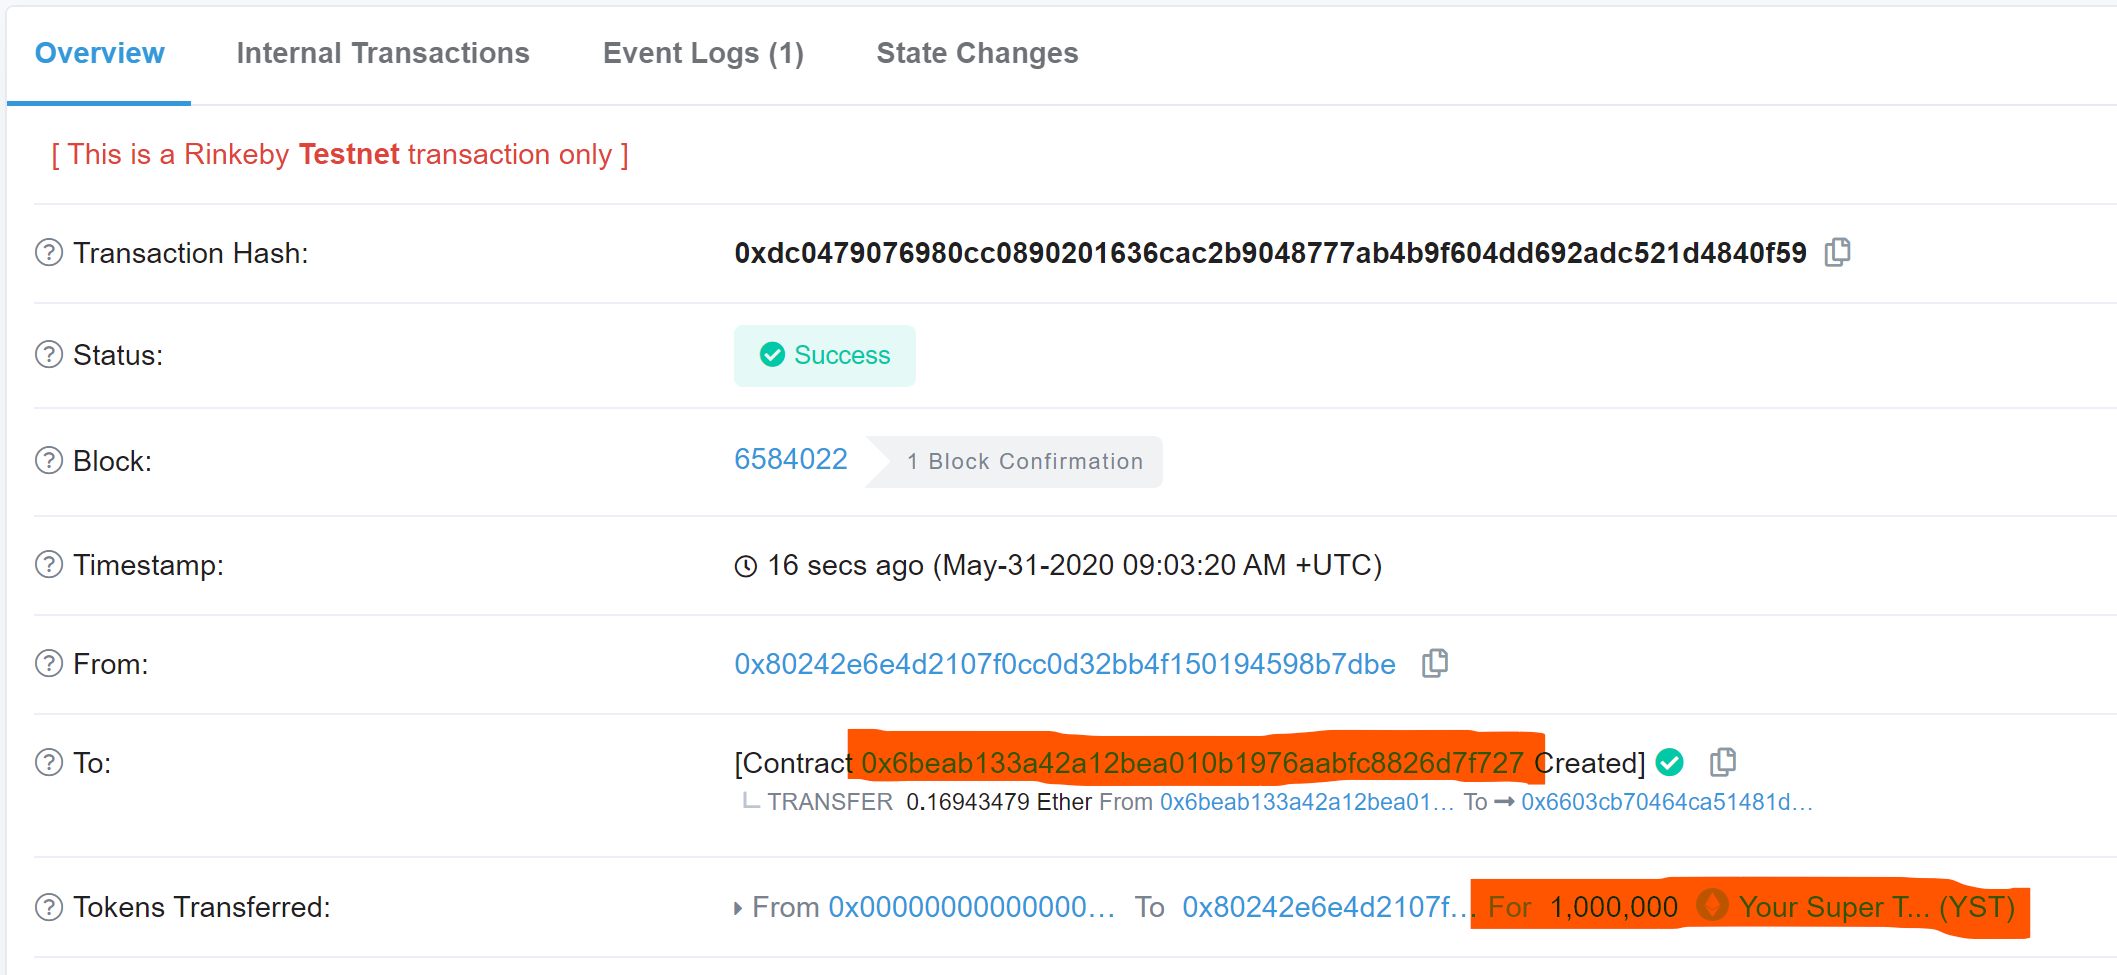 Overview Internal Transactions Event Logs (1) State Changes
[ This is a Rinkeby Testnet transaction only ]
Transaction Hash: 0xdc0479076980cc0890201636cac2b9048777ab4b9f604dd692adc521d4840f59
Status: Success
Block: 6584022 1 Block Confirmation
Timestamp: 16 secs ago (May-31-2020 09:03:20 AM +UTC)
From: 0x80242e6e4d2107f0cc0d32bb4f150194598b7dbe
To: [Contract 0x6beab133a42a12bea010b1976aabfc8826d7f727 Created]
TRANSFER 0.16943479 Ether From 0x6beab133a42a12bea01... To 0x6603cb70464ca51481d...
Tokens Transferred: From 0x00000000000000... To 0x80242e6e4d2107f... For 1,000,000 Your Super T... (YST)